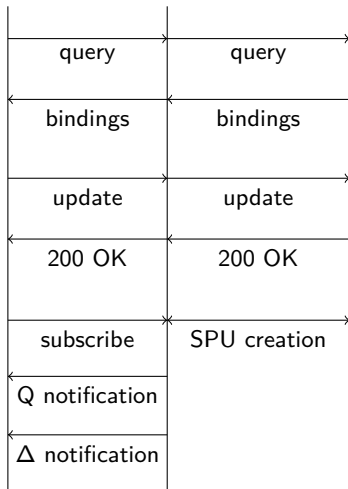 query query
bindings bindings
update update
200 OK 200 OK
subscribe SPU creation
Q notification
Δ notification